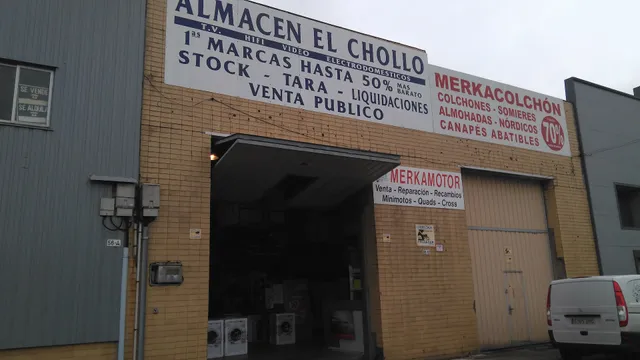 ALMACEN EL CHOLLO
T.V. HIFI VIDEO ELECTRODOMESTICOS
1as MARCAS HASTA 50% MAS BARATO
STOCK - TARA - LIQUIDACIONES
VENTA PUBLICO
MERKACOLCHÓN
COLCHONES - SOMIERES
ALMOHADAS - NÓRDICOS
CANAPES ABATIBLES
70%
MERKAMOTOR
Venta - Reparación - Recambios
Minimotos - Quads - Cross
SE VENDE
SE ALQUILA